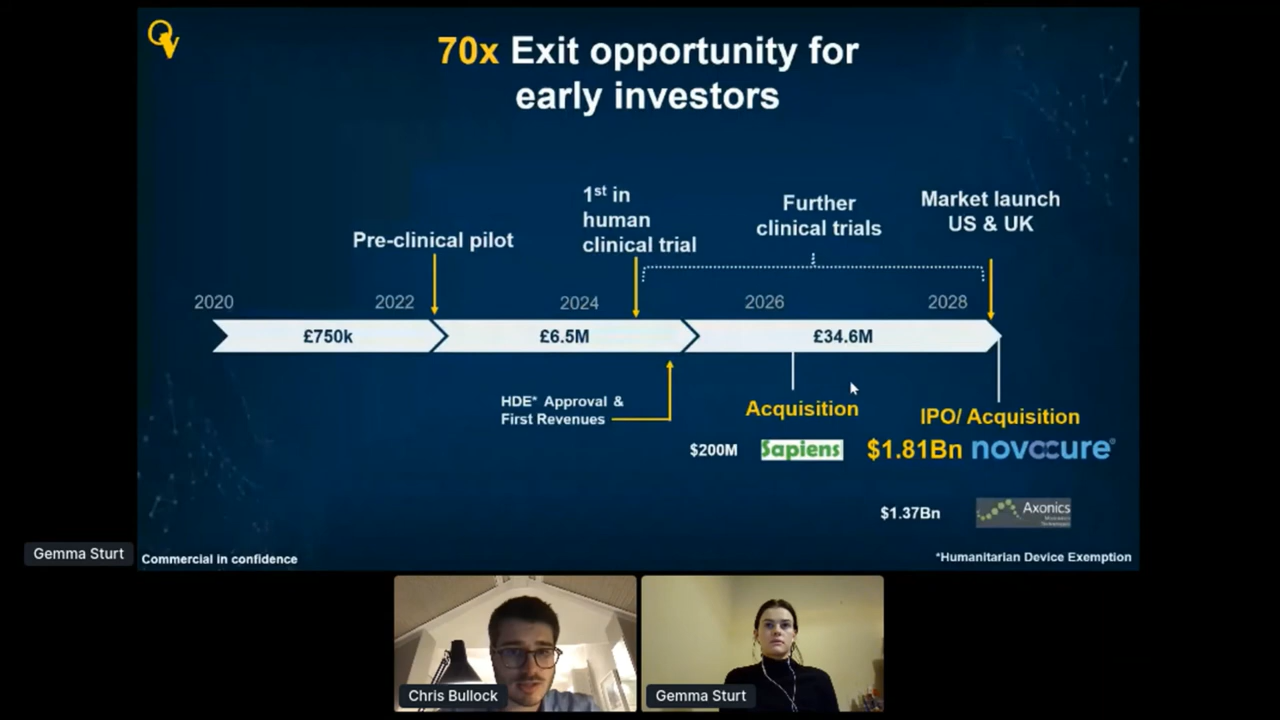 QV
70x Exit opportunity for
early investors
1st in
human
clinical trial
Pre-clinical pilot
Further
clinical trials
Market launch
US & UK
2020
2022
2024
2026
2028
£750k
£6.5M
£34.6M
HDE* Approval &
First Revenues
Acquisition
IPO/ Acquisition
$200M
Sapiens
$1.81Bn
novocure®
$1.37Bn
Axonics
Gemma Sturt
Commercial in confidence
*Humanitarian Device Exemption
Chris Bullock
Gemma Sturt